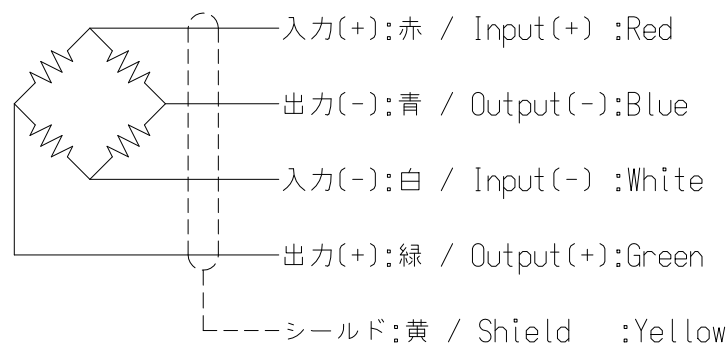 入力(+):赤 / Input(+) :Red
出力(-):青 / Output(-):Blue
入力(-):白 / Input(-) :White
出力(+):緑 / Output(+):Green
シールド:黄 / Shield :Yellow